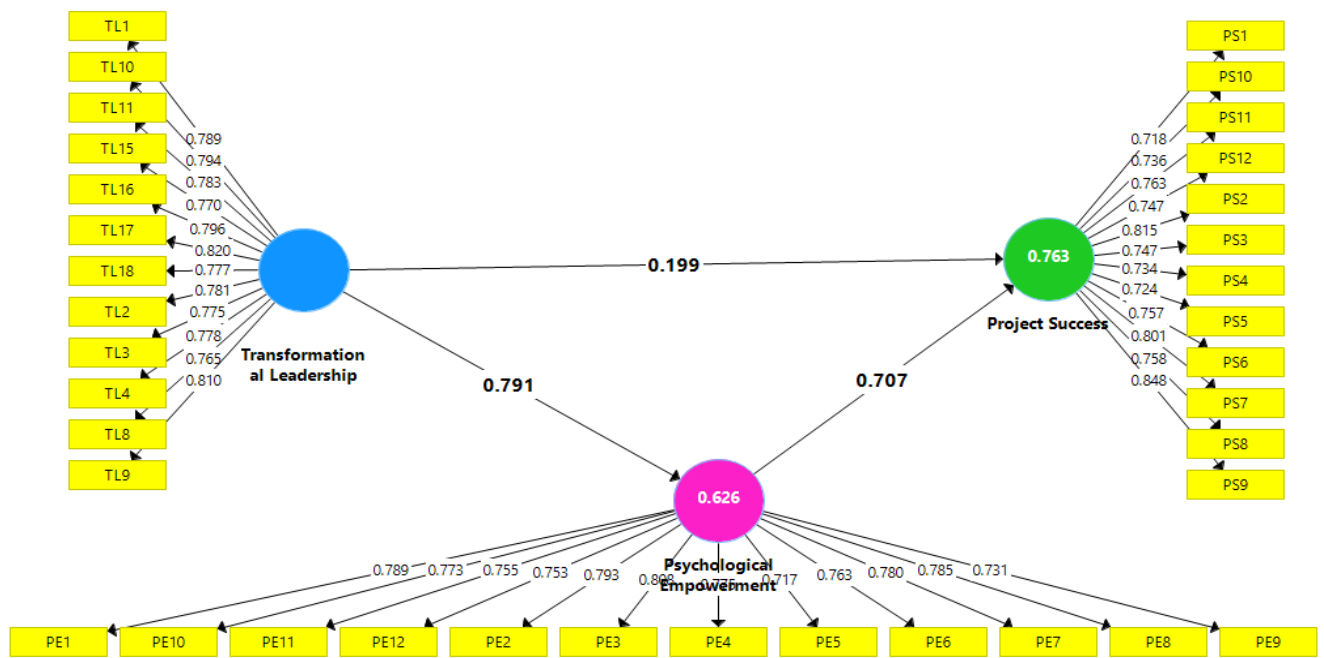 TL1
TL10
TL11
TL15
TL16
TL17
TL18
TL2
TL3
TL4
TL8
TL9
0.789
0.794
0.783
0.770
0.796
0.820
0.777
0.781
0.775
0.778
0.765
0.810
Transformation
al Leadership
0.199
0.791
0.707
0.763
Project Success
0.718
0.736
0.763
0.747
0.815
0.747
0.734
0.724
0.757
0.801
0.758
0.848
PS1
PS10
PS11
PS12
PS2
PS3
PS4
PS5
PS6
PS7
PS8
PS9
0.626
Psychological
Empowerment
0.789 0.773 0.755 0.753 0.793 0.717 0.763 0.780 0.785 0.731
PE1 PE10 PE11 PE12 PE2 PE3 PE4 PE5 PE6 PE7 PE8 PE9